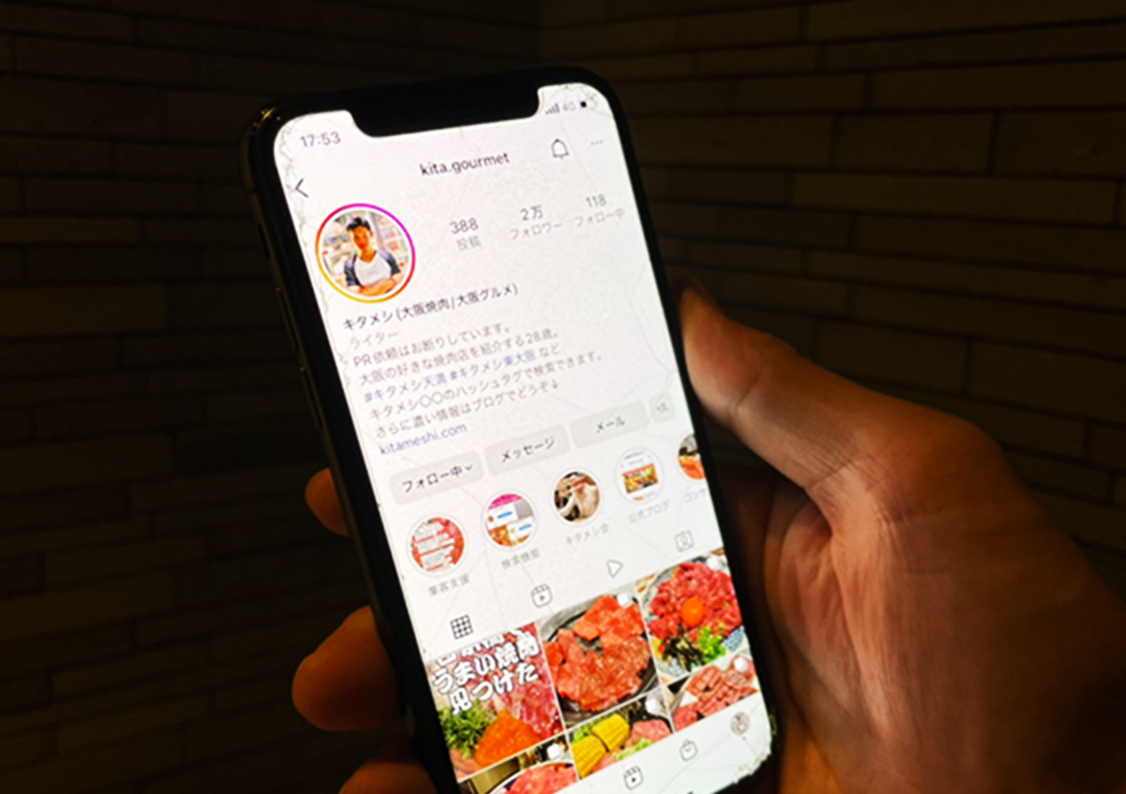 17:53 4G
kita.gourmet
388 2万 118
投稿 フォロワー フォロー中
キタメシ(大阪焼肉/大阪グルメ)
ライター
PR依頼はお断りしています。
大阪の好きな焼肉店を紹介する28歳。
#キタメシ天満 #キタメシ東大阪 など
キタメシ〇〇のハッシュタグで検索できます。
さらに濃い情報はブログでどうぞ↓
kitameshi.com
フォロー中 メッセージ メール
集客支援 検索機能 キタメシ会 公式ブログ コンサ
うまい焼肉
見つけた